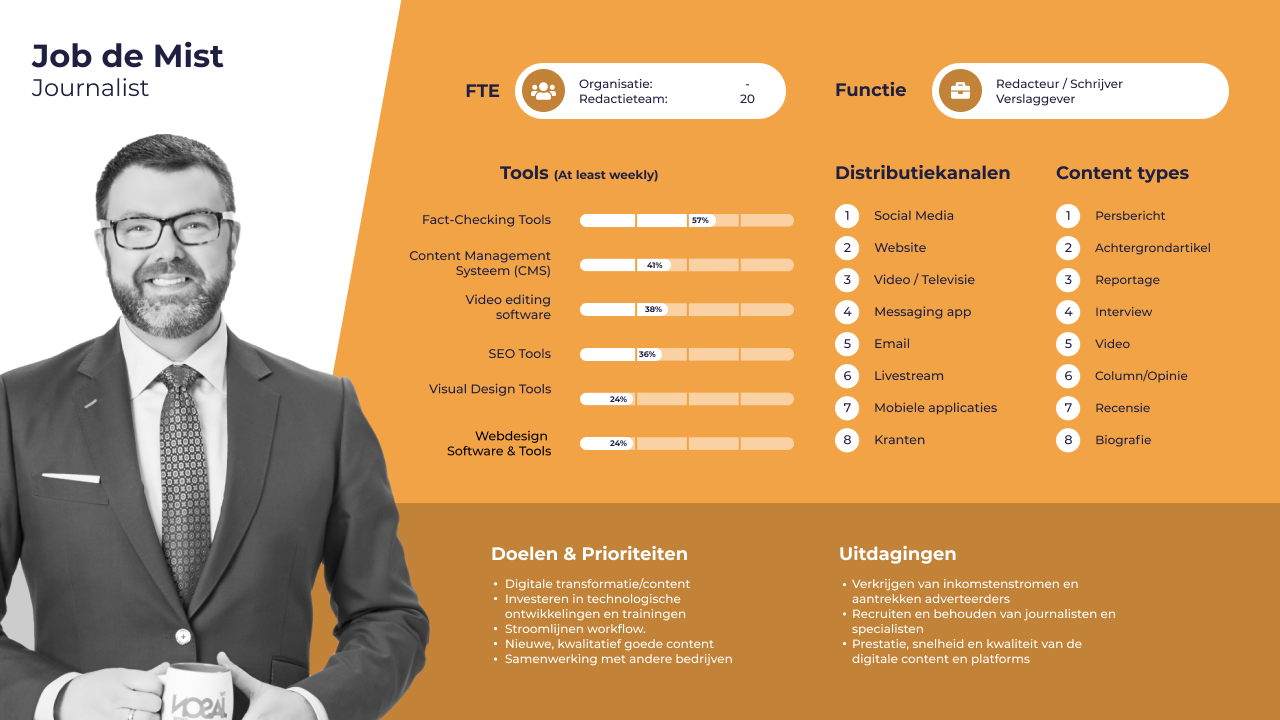 Job de Mist
Journalist
FTE
Organisatie: -
Redactieteam: 20
Functie
Redacteur / Schrijver
Verslaggever
Tools (At least weekly)
Fact-Checking Tools 57%
Content Management
Systeem (CMS) 41%
Video editing
software 38%
SEO Tools 36%
Visual Design Tools
24%
Webdesign
Software & Tools 24%
Distributiekanalen
1 Social Media
2 Website
3 Video / Televisie
4 Messaging app
5 Email
6 Livestream
7 Mobiele applicaties
8 Kranten
Content types
1 Persbericht
2 Achtergrondartikel
3 Reportage
4 Interview
5 Video
6 Column/Opinie
7 Recensie
8 Biografie
Doelen & Prioriteiten
• Digitale transformatie/content
• Investeren in technologische
ontwikkelingen en trainingen
• Stroomlijnen workflow.
• Nieuwe, kwalitatief goede content
• Samenwerking met andere bedrijven
Uitdagingen
• Verkrijgen van inkomstenstromen en
aantrekken adverteerders
• Recruiten en behouden van journalisten en
specialisten
• Prestatie, snelheid en kwaliteit van de
digitale content en platforms